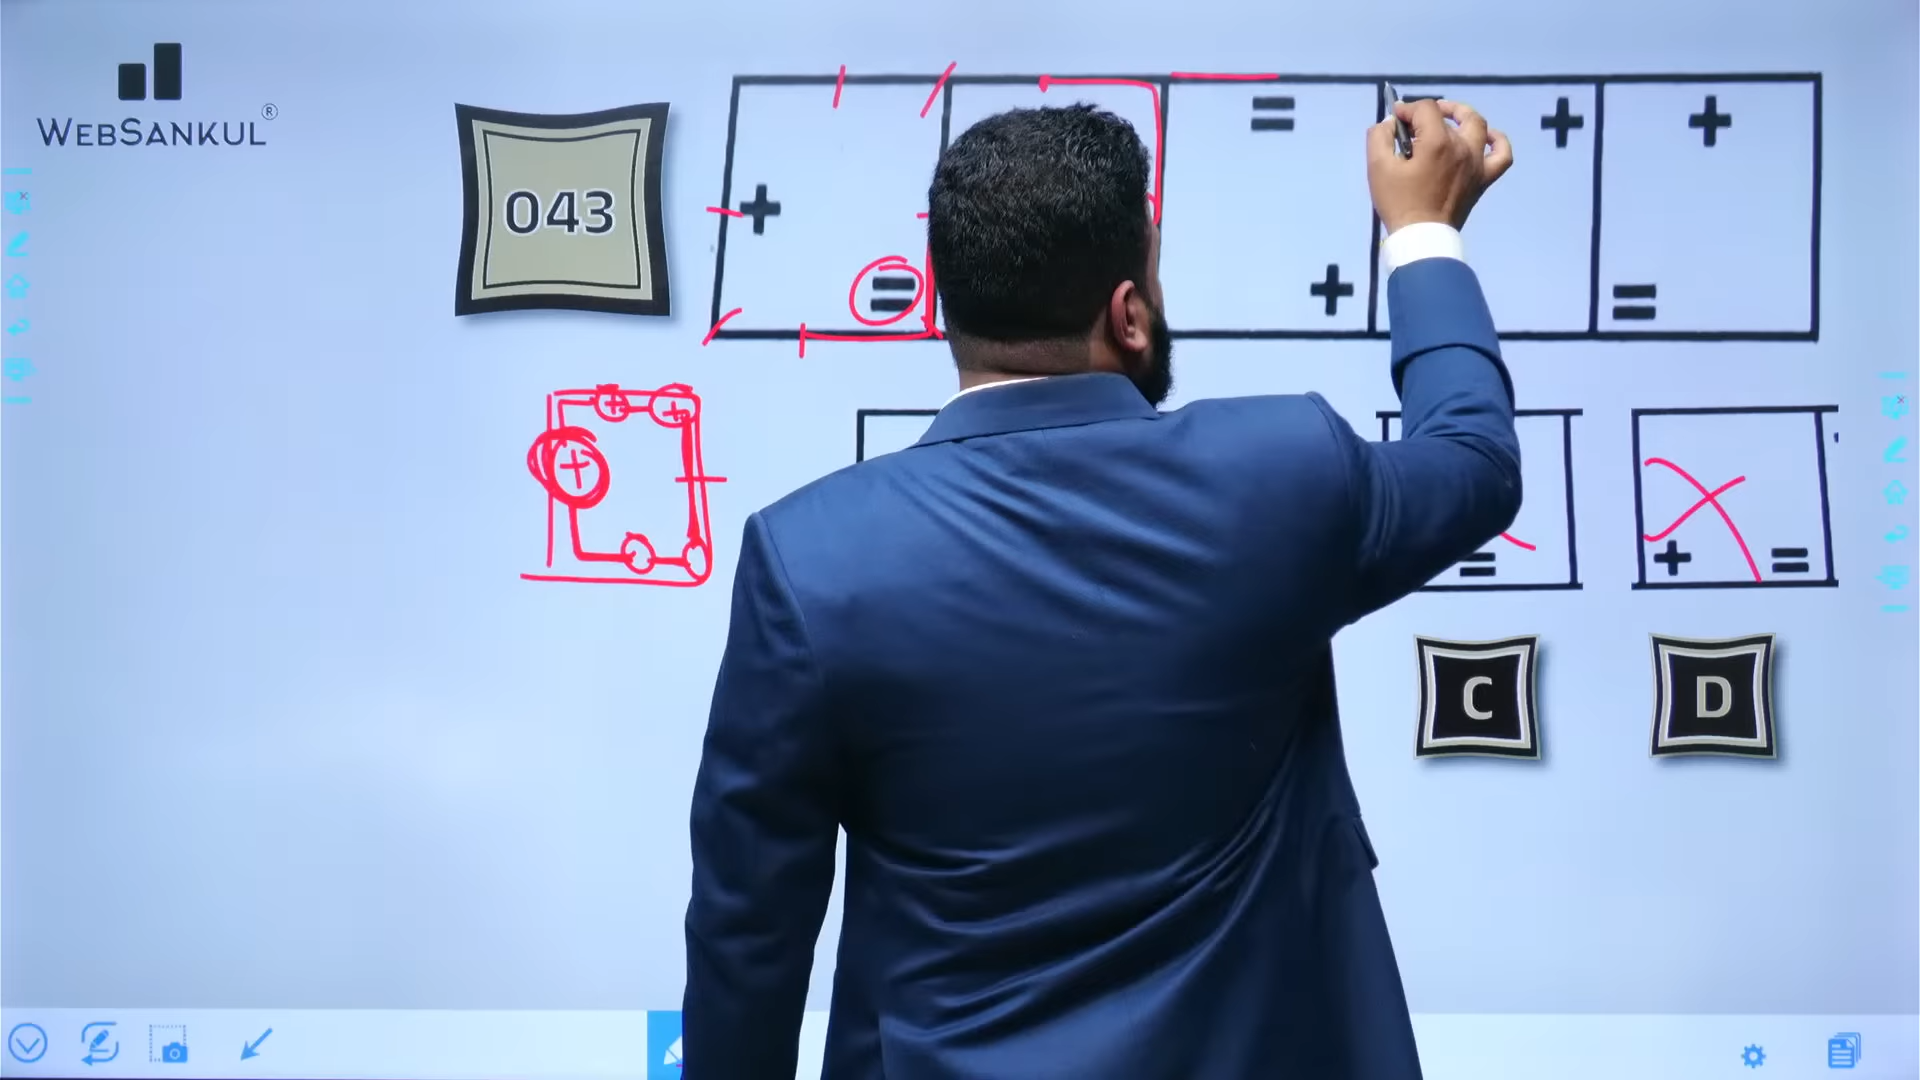 WEBSANKUL®
043
= + +
+
= + =
+ +
+
+ =
C D